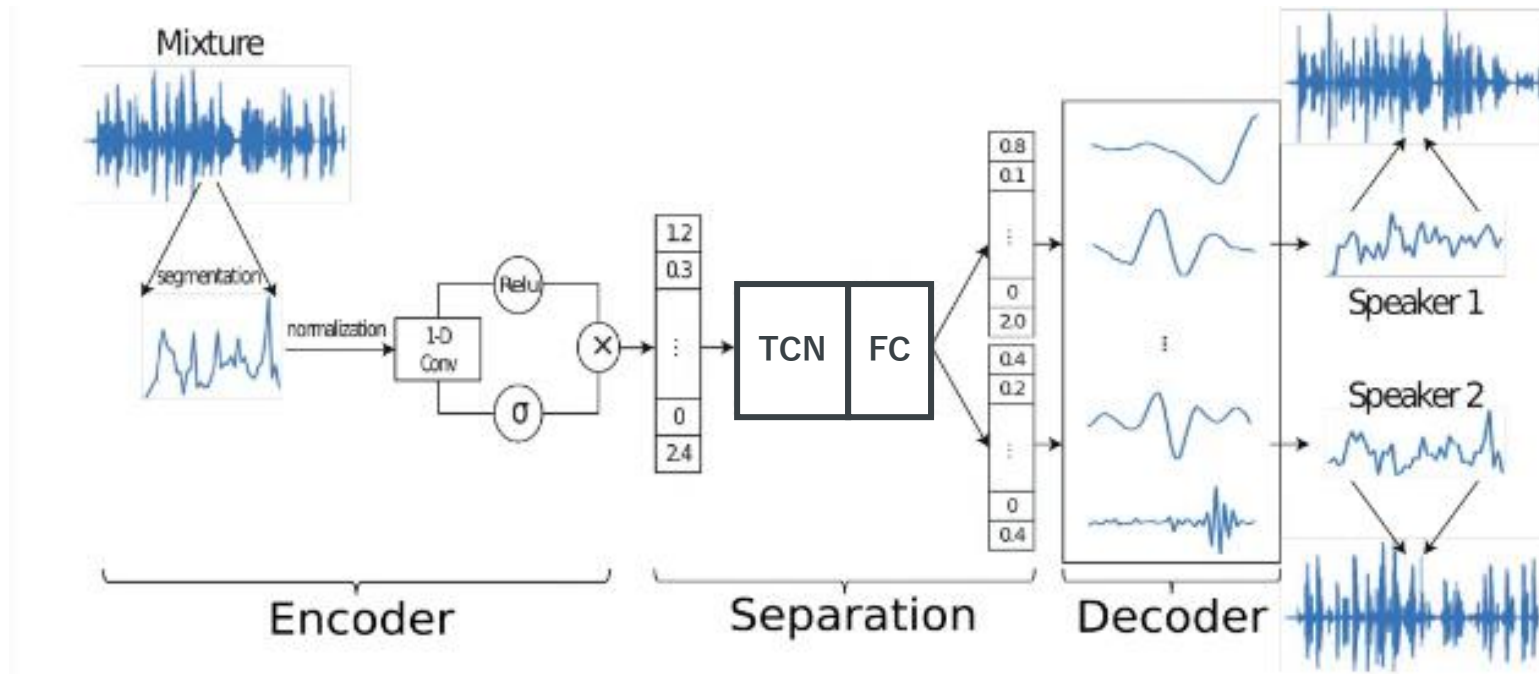 Mixture
segmentation
normalization
1-D
Conv
Relu
σ
×
1.2
0.3
⋮
0
2.4
TCN
FC
0.8
0.1
⋮
0
2.0
0.4
0.2
⋮
0
0.4
⋮
Speaker 1
Speaker 2
Encoder
Separation
Decoder